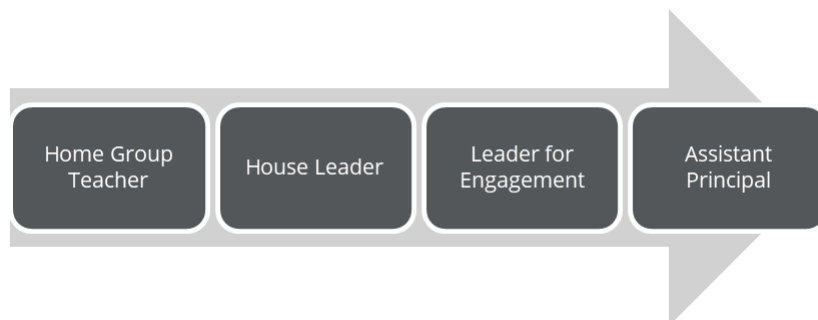 Home Group
Teacher
House Leader
Leader for
Engagement
Assistant
Principal